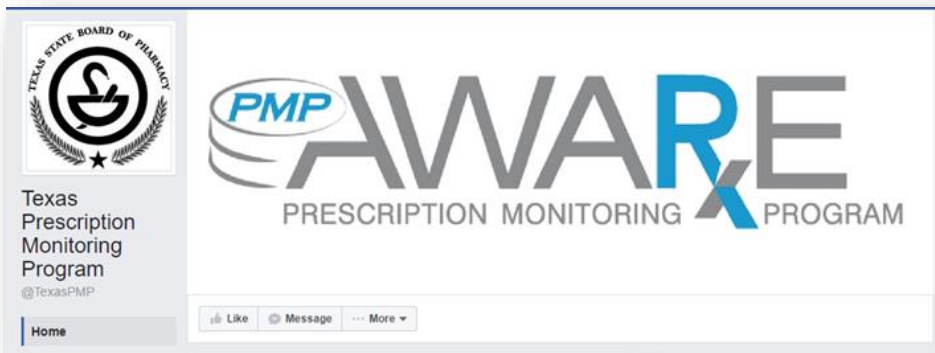 TEXAS STATE BOARD OF PHARMACY
Texas
Prescription
Monitoring
Program
@TexasPMP
Home
PMP
AWARxE
PRESCRIPTION MONITORING PROGRAM
Like
Message
More